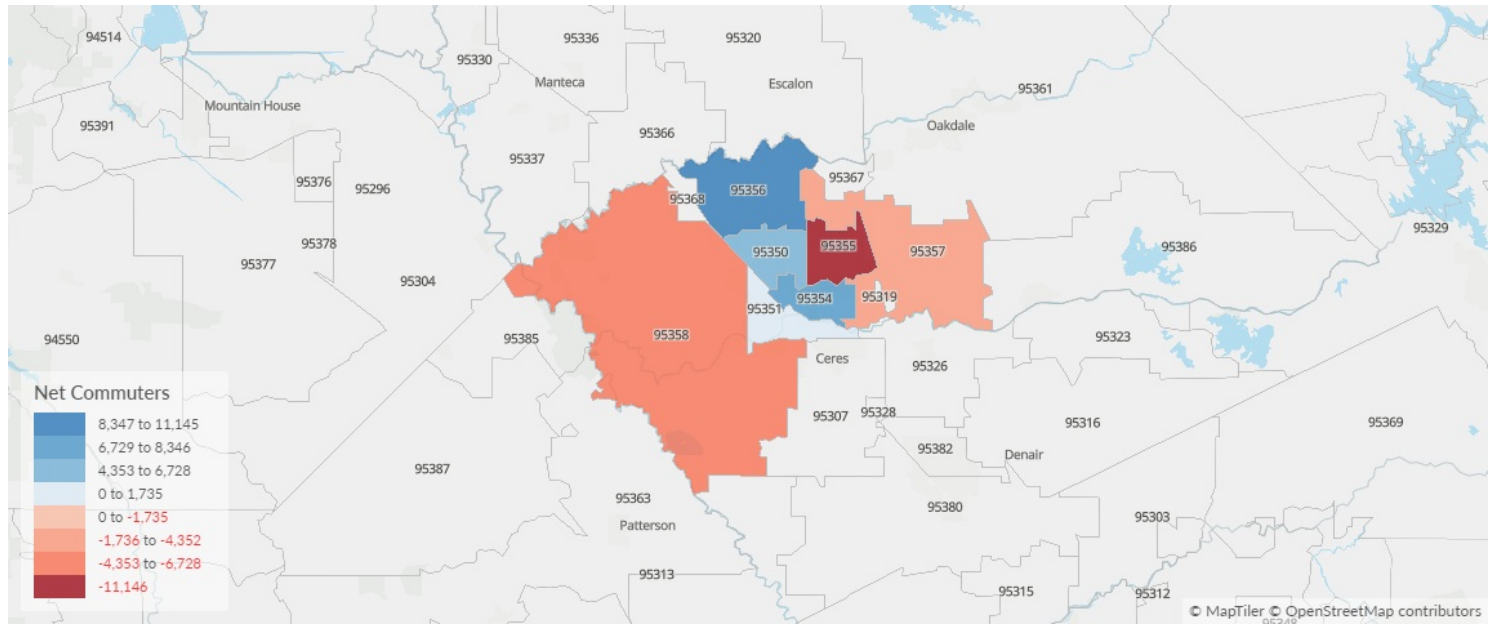 94514
95336
95320
95330
Manteca
Escalon
95361
Mountain House
95391
Oakdale
95366
95337
95367
95376
95296
95356
95368
95329
95378
95377
95350
95355
95357
95386
95304
95319
95354
95351
95358
94550
95385
95323
Ceres
95326
Net Commuters
8,347 to 11,145
6,729 to 8,346
4,353 to 6,728
0 to 1,735
0 to -1,735
-1,736 to -4,352
-4,353 to -6,728
-11,146
95307
95328
95316
95369
95382
Denair
95387
95363
95380
Patterson
95303
95313
95315
95312
© MapTiler © OpenStreetMap contributors
95348